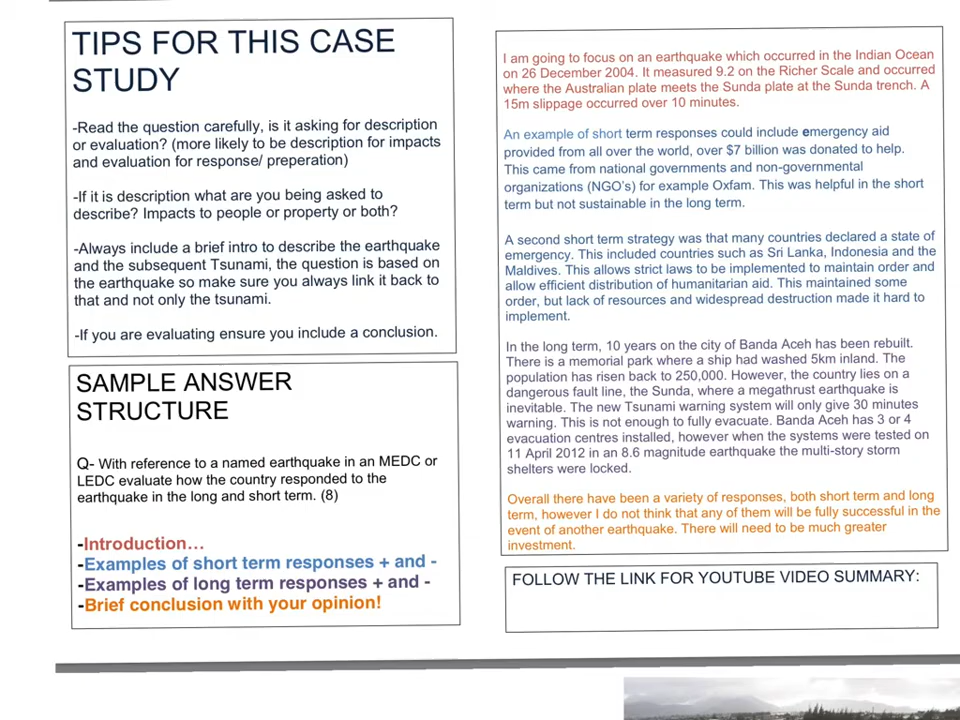 TIPS FOR THIS CASE
STUDY
-Read the question carefully, is it asking for description
or evaluation? (more likely to be description for impacts
and evaluation for response/ preperation)
-If it is description what are you being asked to
describe? Impacts to people or property or both?
-Always include a brief intro to describe the earthquake
and the subsequent Tsunami, the question is based on
the earthquake so make sure you always link it back to
that and not only the tsunami.
-If you are evaluating ensure you include a conclusion.
SAMPLE ANSWER
STRUCTURE
Q- With reference to a named earthquake in an MEDC or
LEDC evaluate how the country responded to the
earthquake in the long and short term. (8)
-Introduction…
-Examples of short term responses + and -
-Examples of long term responses + and -
-Brief conclusion with your opinion!
I am going to focus on an earthquake which occurred in the Indian Ocean
on 26 December 2004. It measured 9.2 on the Richer Scale and occurred
where the Australian plate meets the Sunda plate at the Sunda trench. A
15m slippage occurred over 10 minutes.
An example of short term responses could include emergency aid
provided from all over the world, over $7 billion was donated to help.
This came from national governments and non-governmental
organizations (NGO's) for example Oxfam. This was helpful in the short
term but not sustainable in the long term.
A second short term strategy was that many countries declared a state of
emergency. This included countries such as Sri Lanka, Indonesia and the
Maldives. This allows strict laws to be implemented to maintain order and
allow efficient distribution of humanitarian aid. This maintained some
order, but lack of resources and widespread destruction made it hard to
implement.
In the long term, 10 years on the city of Banda Aceh has been rebuilt.
There is a memorial park where a ship had washed 5km inland. The
population has risen back to 250,000. However, the country lies on a
dangerous fault line, the Sunda, where a megathrust earthquake is
inevitable. The new Tsunami warning system will only give 30 minutes
warning. This is not enough to fully evacuate. Banda Aceh has 3 or 4
evacuation centres installed, however when the systems were tested on
11 April 2012 in an 8.6 magnitude earthquake the multi-story storm
shelters were locked.
Overall there have been a variety of responses, both short term and long
term, however I do not think that any of them will be fully successful in the
event of another earthquake. There will need to be much greater
investment.
FOLLOW THE LINK FOR YOUTUBE VIDEO SUMMARY: